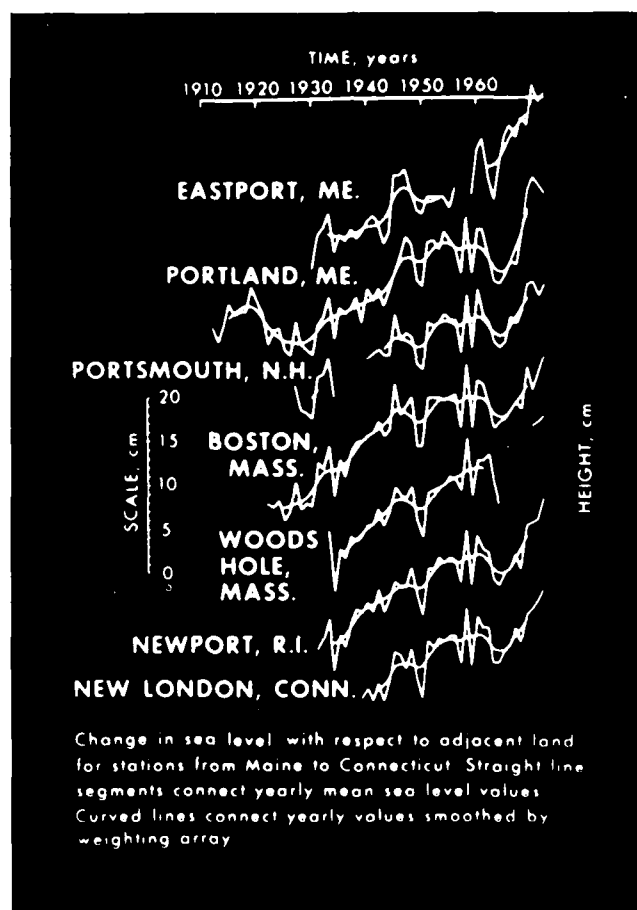 TIME, years
1910 1920 1930 1940 1950 1960
EASTPORT, ME.
PORTLAND, ME.
PORTSMOUTH, N.H.
20
15
10
5
0
SCALE, cm
BOSTON,
MASS.
HEIGHT, cm
WOODS
HOLE,
MASS.
NEWPORT, R.I.
NEW LONDON, CONN.
Change in sea level with respect to adjacent land
for stations from Maine to Connecticut Straight line
segments connect yearly mean sea level values
Curved lines connect yearly values smoothed by
weighting array